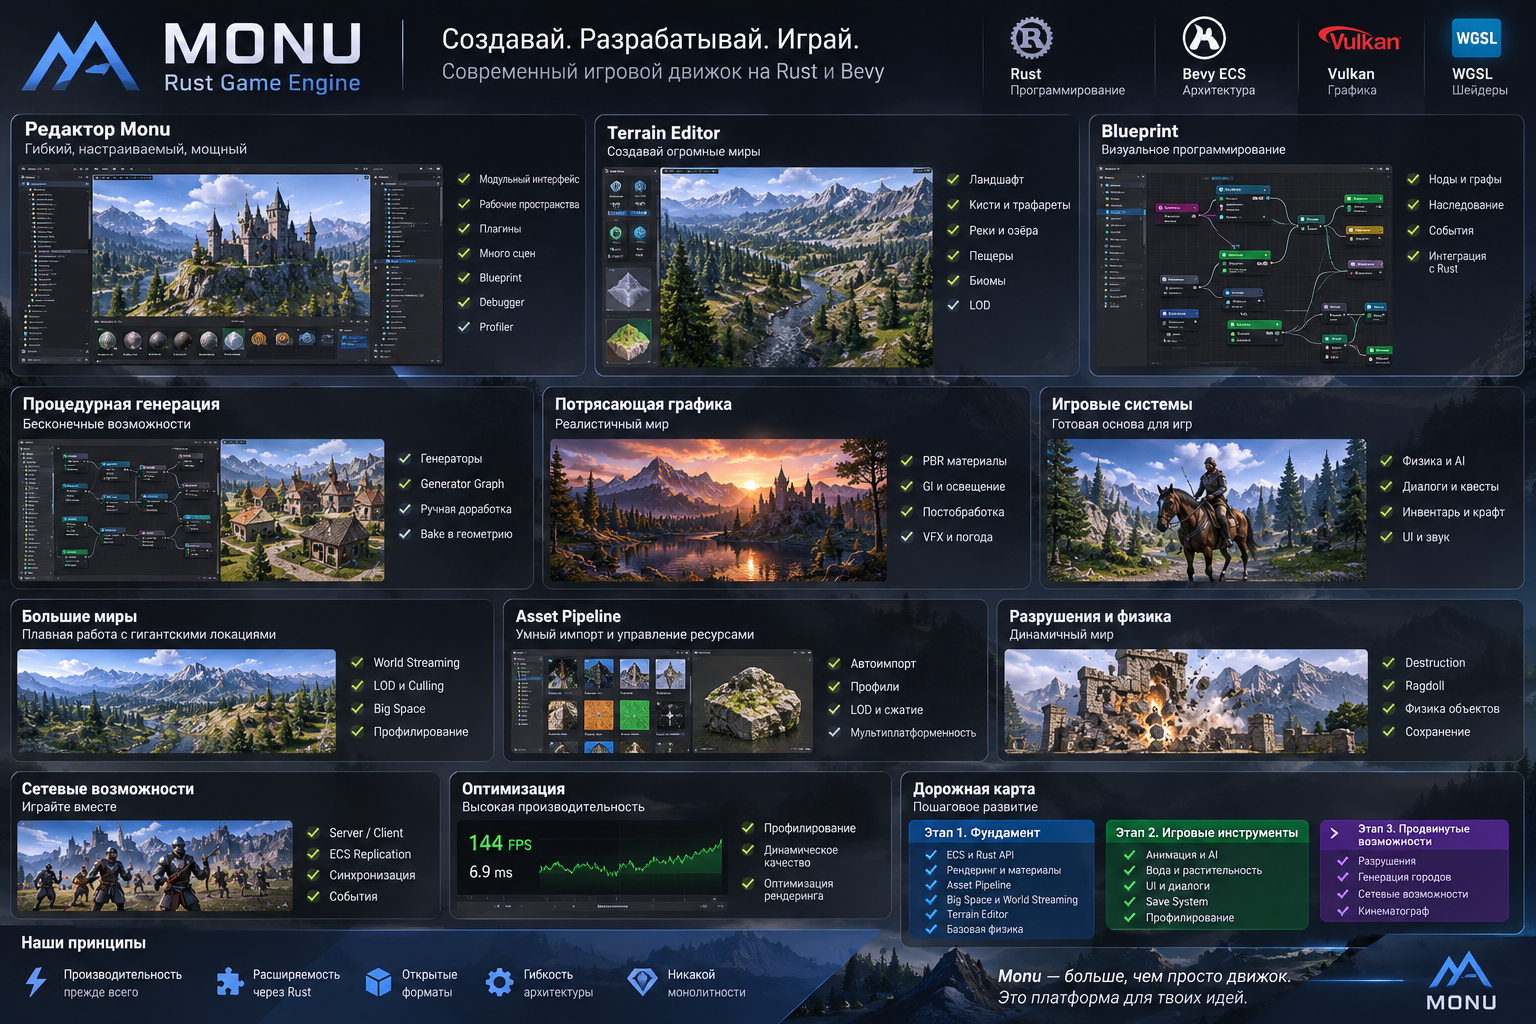 MONU
Rust Game Engine
Создавай. Разрабатывай. Играй.
Современный игровой движок на Rust и Bevy
R
Rust
Программирование
Bevy ECS
Архитектура
Vulkan
Vulkan
Графика
WGSL
WGSL
Шейдеры
Редактор Monu
Гибкий, настраиваемый, мощный
Модульный интерфейс
Рабочие пространства
Плагины
Много сцен
Blueprint
Debugger
Profiler
Terrain Editor
Создавай огромные миры
Ландшафт
Кисти и трафареты
Реки и озёра
Пещеры
Биомы
LOD
Blueprint
Визуальное программирование
Ноды и графы
Наследование
События
Интеграция
с Rust
Процедурная генерация
Бесконечные возможности
Генераторы
Generator Graph
Ручная доработка
Bake в геометрию
Потрясающая графика
Реалистичный мир
PBR материалы
GI и освещение
Постобработка
VFX и погода
Игровые системы
Готовая основа для игр
Физика и AI
Диалоги и квесты
Инвентарь и крафт
UI и звук
Большие миры
Плавная работа с гигантскими локациями
World Streaming
LOD и Culling
Big Space
Профилирование
Asset Pipeline
Умный импорт и управление ресурсами
Автоимпорт
Профили
LOD и сжатие
Мультиплатформенность
Разрушения и физика
Динамичный мир
Destruction
Ragdoll
Физика объектов
Сохранение
Сетевые возможности
Играйте вместе
Server / Client
ECS Replication
Синхронизация
События
Оптимизация
Высокая производительность
144 FPS
6.9 ms
Профилирование
Динамическое
качество
Оптимизация
рендеринга
Дорожная карта
Пошаговое развитие
Этап 1. Фундамент
ECS и Rust API
Рендеринг и материалы
Asset Pipeline
Big Space и World Streaming
Terrain Editor
Базовая физика
Этап 2. Игровые инструменты
Анимация и AI
Вода и растительность
UI и диалоги
Save System
Профилирование
Этап 3. Продвинутые
возможности
Разрушения
Генерация городов
Сетевые возможности
Кинематограф
Наши принципы
Производительность
прежде всего
Расширяемость
через Rust
Открытые
форматы
Гибкость
архитектуры
Никакой
монолитности
Monu — больше, чем просто движок.
Это платформа для твоих идей.
MONU